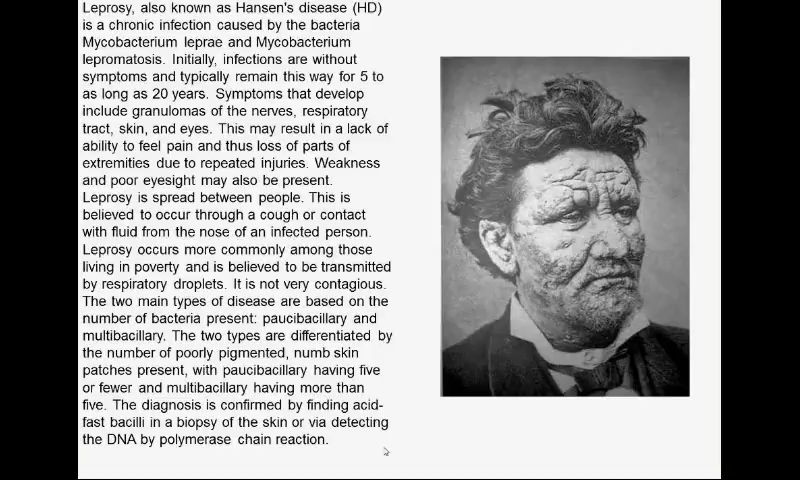 Leprosy, also known as Hansen's disease (HD)
is a chronic infection caused by the bacteria
Mycobacterium leprae and Mycobacterium
lepromatosis. Initially, infections are without
symptoms and typically remain this way for 5 to
as long as 20 years. Symptoms that develop
include granulomas of the nerves, respiratory
tract, skin, and eyes. This may result in a lack of
ability to feel pain and thus loss of parts of
extremities due to repeated injuries. Weakness
and poor eyesight may also be present.
Leprosy is spread between people. This is
believed to occur through a cough or contact
with fluid from the nose of an infected person.
Leprosy occurs more commonly among those
living in poverty and is believed to be transmitted
by respiratory droplets. It is not very contagious.
The two main types of disease are based on the
number of bacteria present: paucibacillary and
multibacillary. The two types are differentiated by
the number of poorly pigmented, numb skin
patches present, with paucibacillary having five
or fewer and multibacillary having more than
five. The diagnosis is confirmed by finding acid-
fast bacilli in a biopsy of the skin or via detecting
the DNA by polymerase chain reaction.